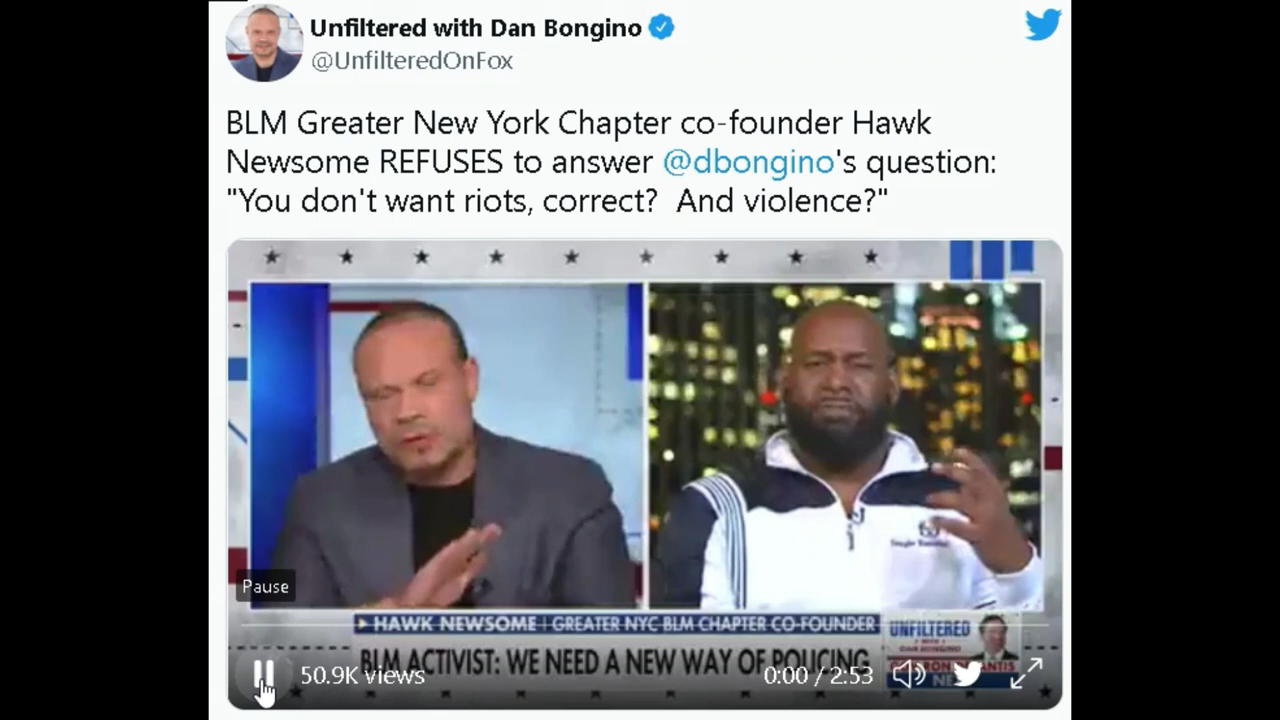 Unfiltered with Dan Bongino
@UnfilteredOnFox
BLM Greater New York Chapter co-founder Hawk
Newsome REFUSES to answer @dbongino's question:
"You don't want riots, correct?  And violence?"
Pause
HAWK NEWSOME | GREATER NYC BLM CHAPTER CO-FOUNDER
UNFILTERED
BLM ACTIVIST: WE NEED A NEW WAY OF POLICING
50.9K views
0:00 / 2:53